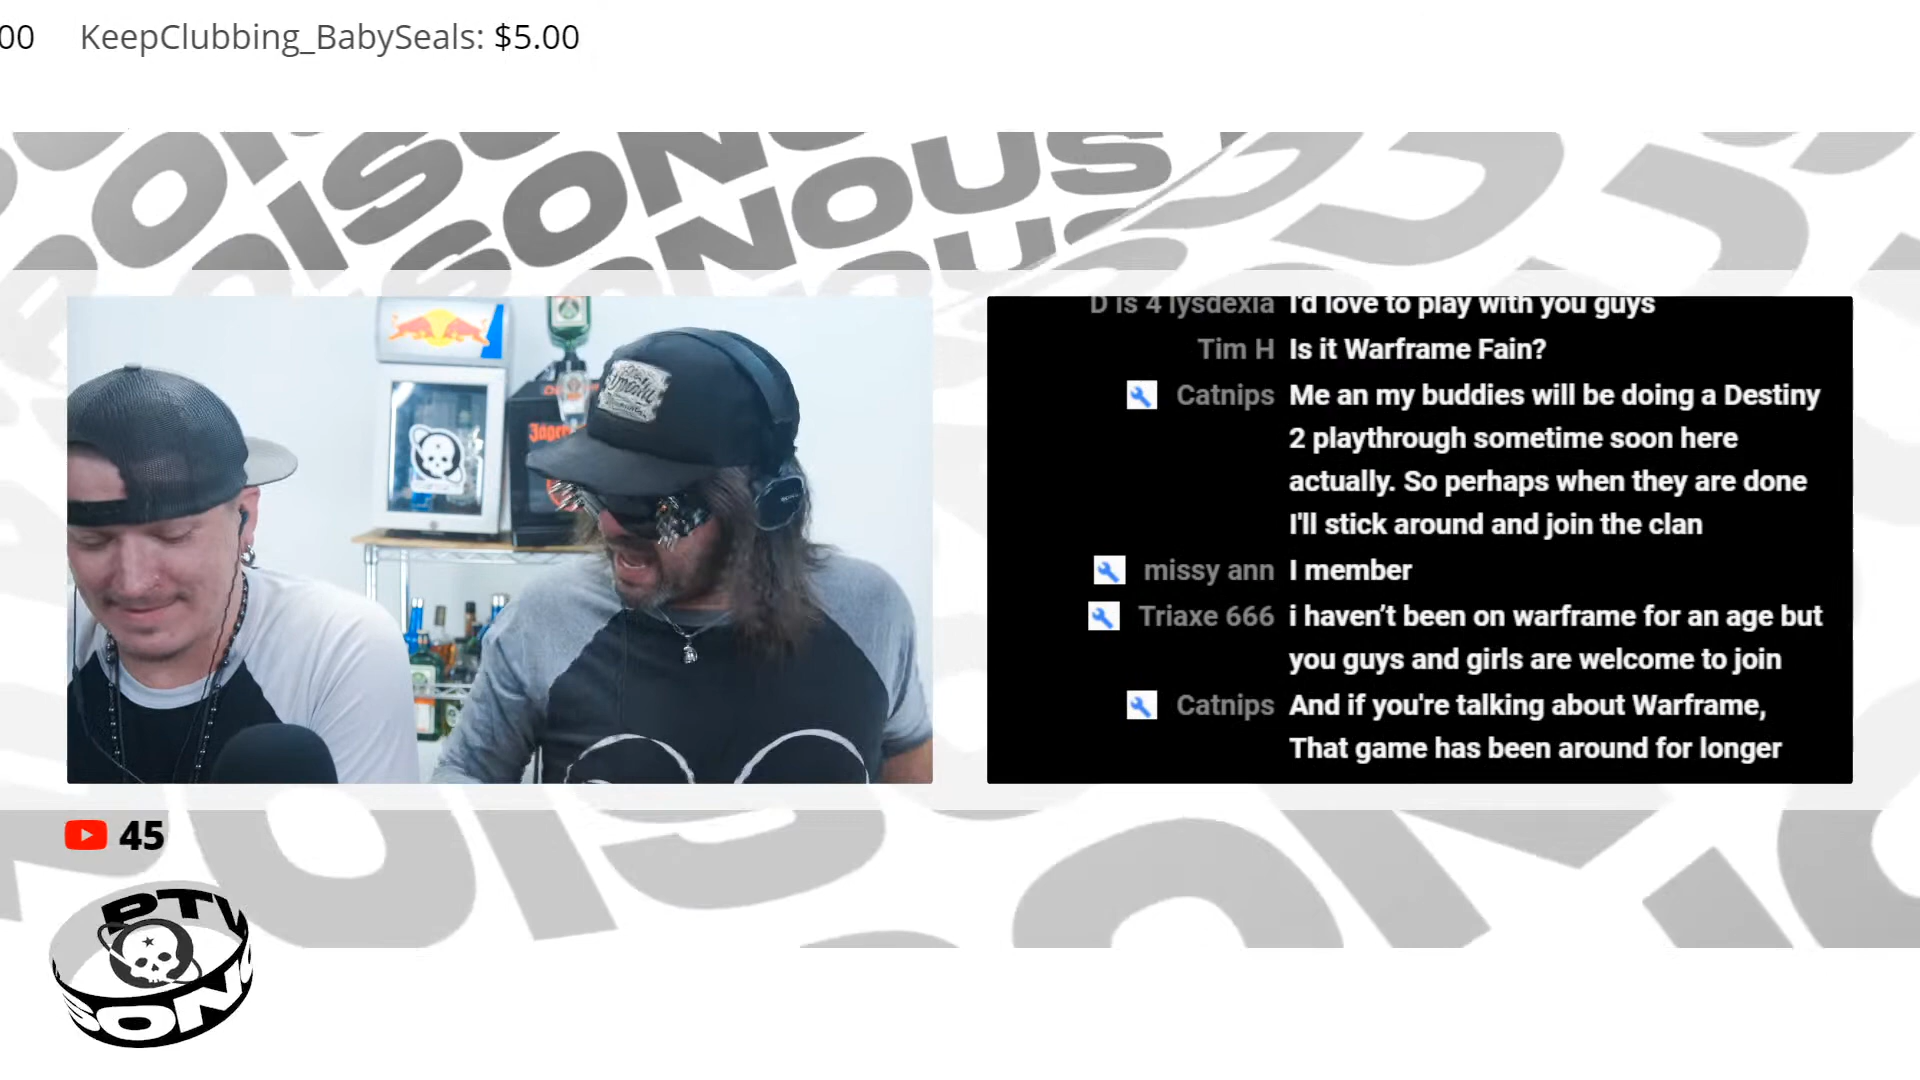 00 KeepClubbing_BabySeals: $5.00
POISONOUS
SONOUS
D is 4 lysdexia I'd love to play with you guys
Tim H Is it Warframe Fain?
Catnips Me an my buddies will be doing a Destiny
2 playthrough sometime soon here
actually. So perhaps when they are done
I'll stick around and join the clan
missy ann I member
Triaxe 666 i haven’t been on warframe for an age but
you guys and girls are welcome to join
Catnips And if you're talking about Warframe,
That game has been around for longer
45